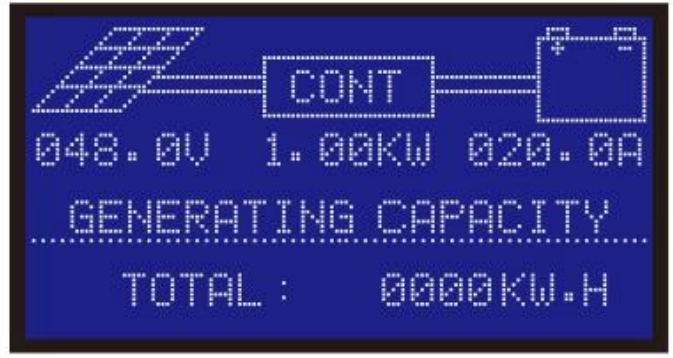 CONT
+ -
048.0V 1.00KW 020.0A
GENERATING CAPACITY
TOTAL: 0000KW.H